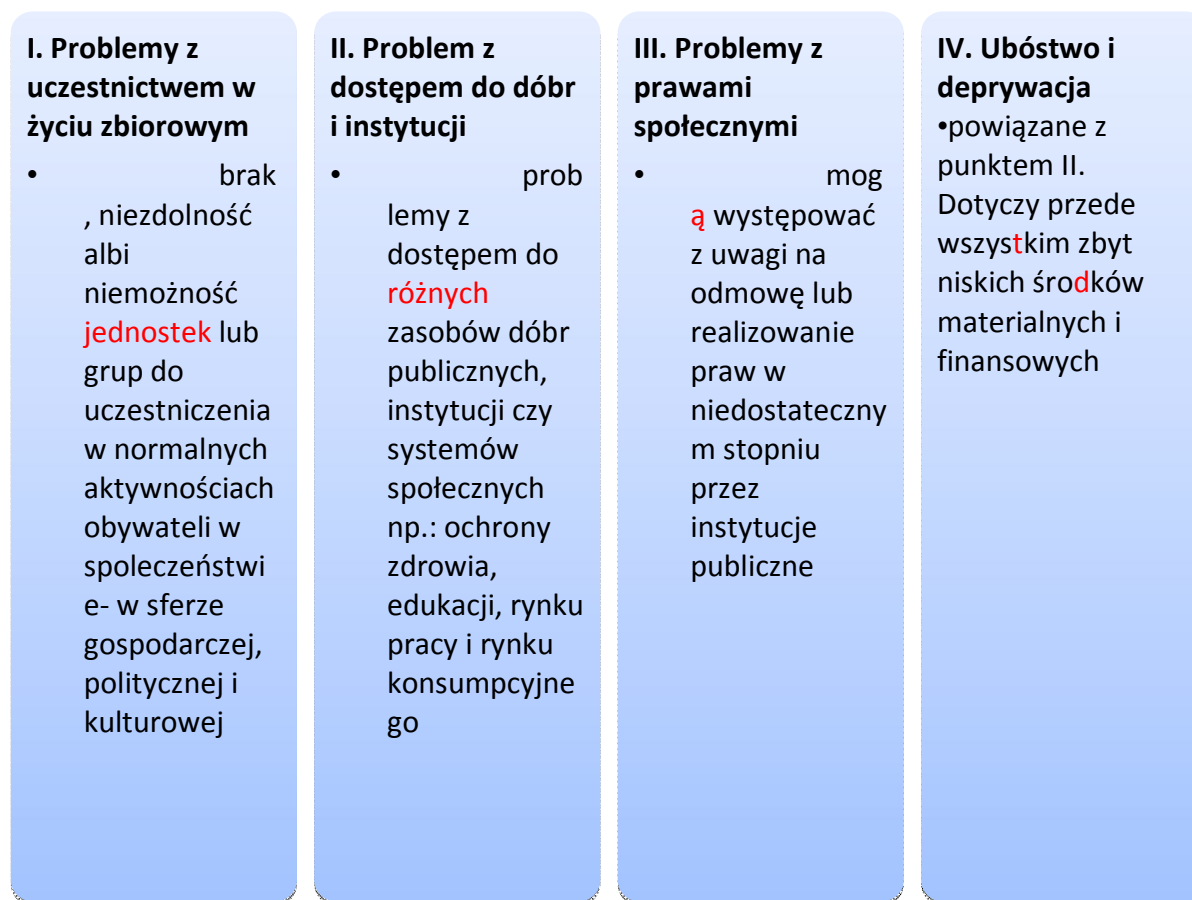 I. Problemy z
uczestnictwem w
życiu zbiorowym
• brak
, niezdolność
albi
niemożność
jednostek lub
grup do
uczestniczenia
w normalnych
aktywnościach
obywateli w
spoleczeństwi
e- w sferze
gospodarczej,
politycznej i
kulturowej
II. Problem z
dostępem do dóbr
i instytucji
• prob
lemy z
dostępem do
różnych
zasobów dóbr
publicznych,
instytucji czy
systemów
społecznych
np.: ochrony
zdrowia,
edukacji, rynku
pracy i rynku
konsumpcyjne
go
III. Problemy z
prawami
społecznymi
• mog
ą występować
z uwagi na
odmowę lub
realizowanie
praw w
niedostateczny
m stopniu
przez
instytucje
publiczne
IV. Ubóstwo i
deprywacja
•powiązane z
punktem II.
Dotyczy przede
wszystkim zbyt
niskich środków
materialnych i
finansowych